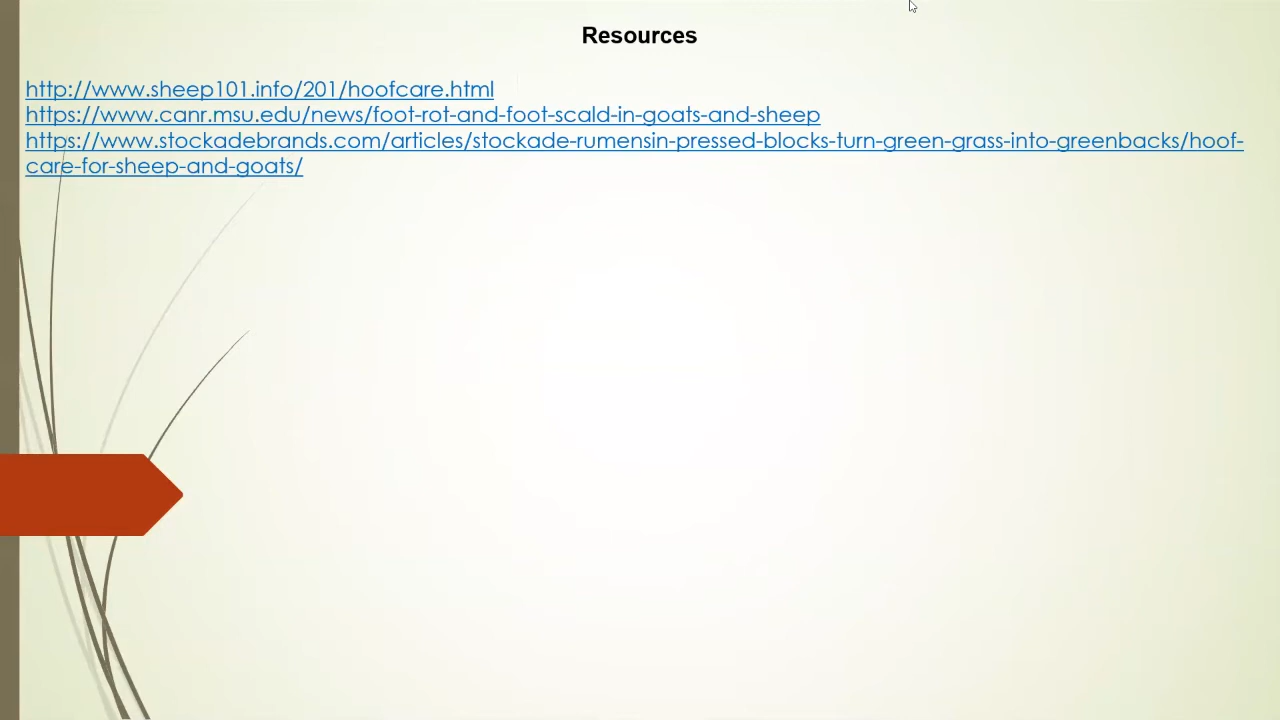 Resources
http://www.sheep101.info/201/hoofcare.html
https://www.canr.msu.edu/news/foot-rot-and-foot-scald-in-goats-and-sheep
https://www.stockadebrands.com/articles/stockade-rumensin-pressed-blocks-turn-green-grass-into-greenbacks/hoof-
care-for-sheep-and-goats/